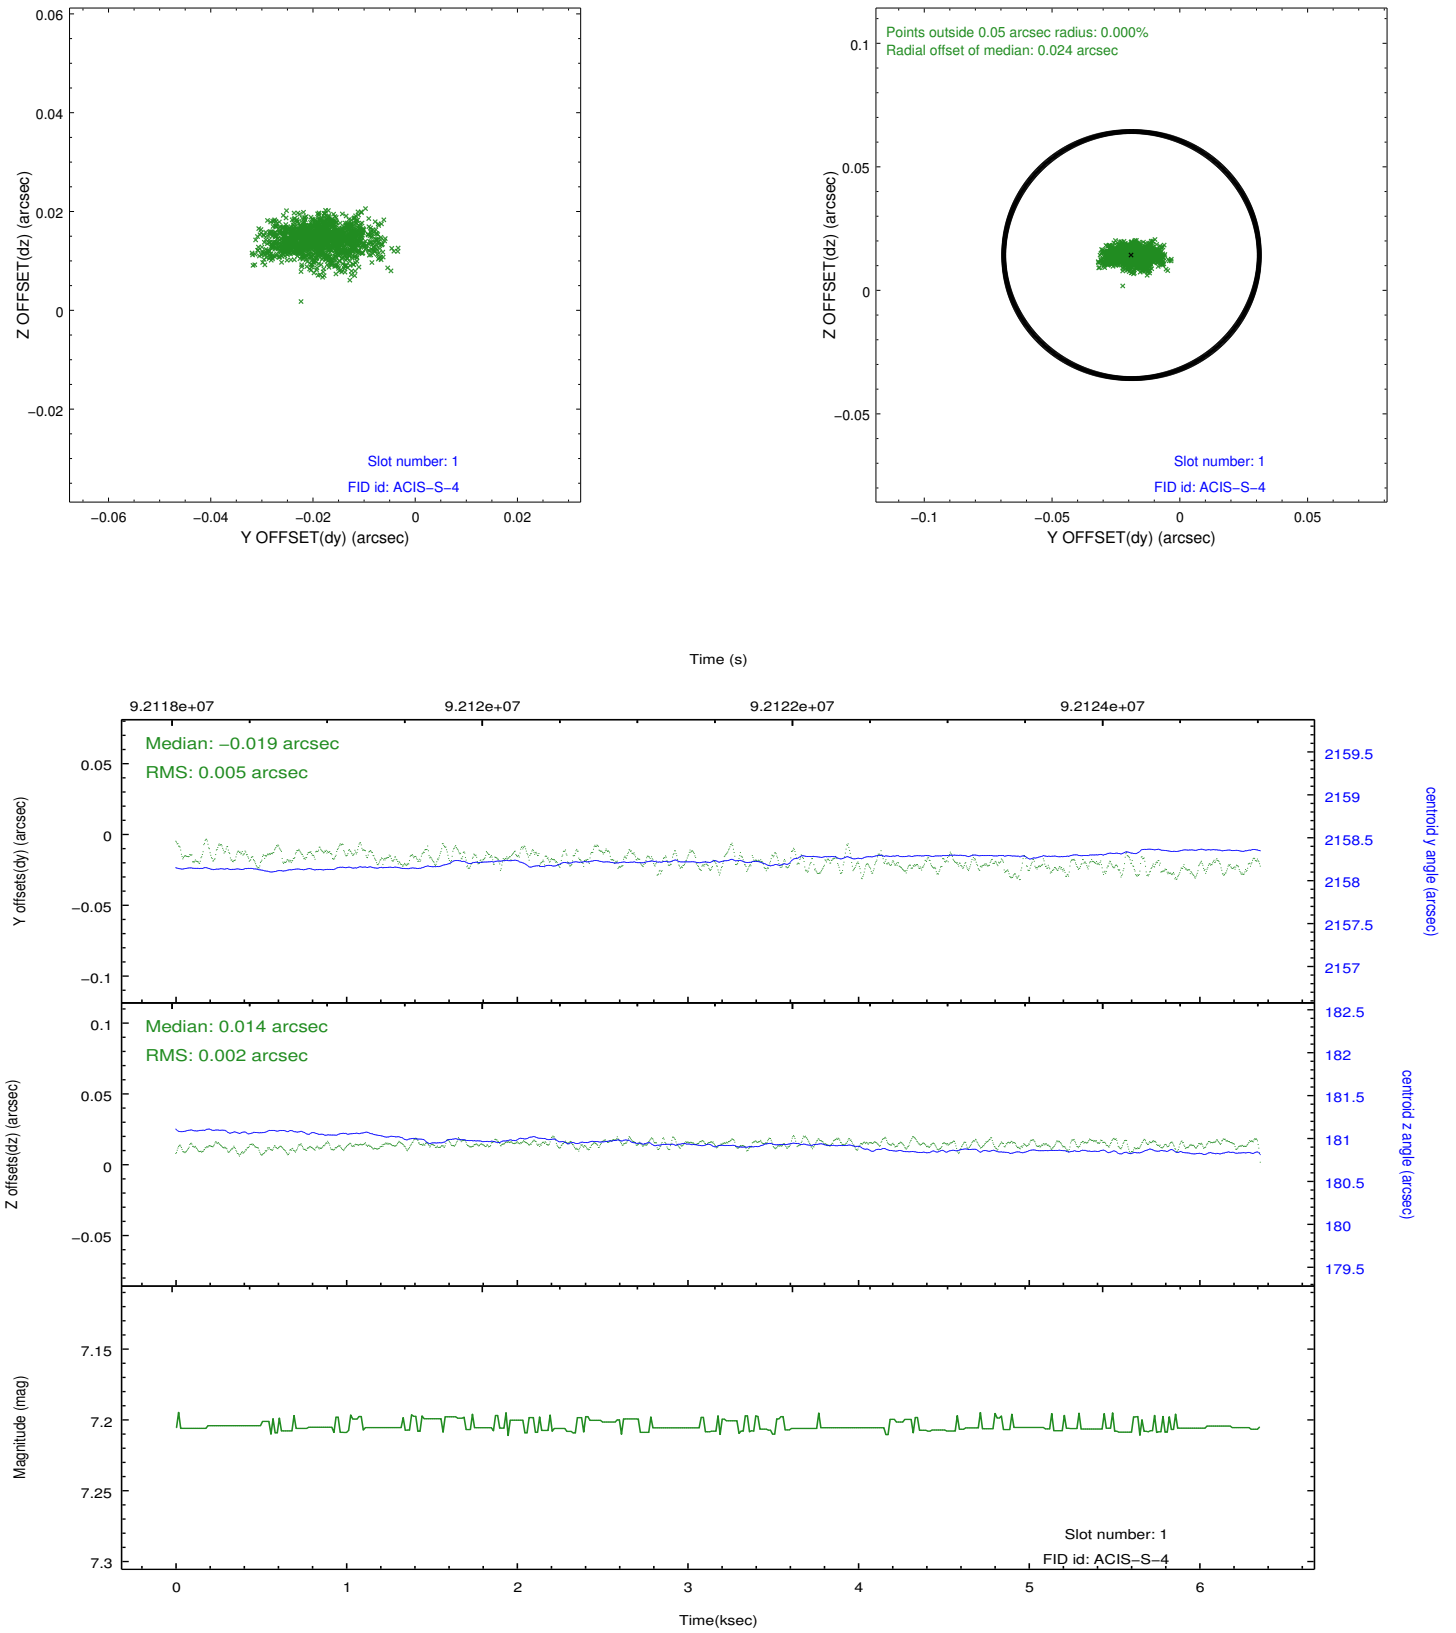 0.06
0.04
0.02
0
−0.02
Z OFFSET(dz) (arcsec)
Slot number: 1
FID id: ACIS−S−4
−0.06 −0.04 −0.02 0 0.02
Y OFFSET(dy) (arcsec)
Points outside 0.05 arcsec radius: 0.000%
Radial offset of median: 0.024 arcsec
0.1
0.05
0
−0.05
Z OFFSET(dz) (arcsec)
Slot number: 1
FID id: ACIS−S−4
−0.1 −0.05 0 0.05
Y OFFSET(dy) (arcsec)
Time (s)
9.2118e+07 9.212e+07 9.2122e+07 9.2124e+07
Median: −0.019 arcsec
RMS: 0.005 arcsec
0.05
0
−0.05
−0.1
Y offsets(dy) (arcsec)
2159.5
2159
2158.5
2158
2157.5
2157
centroid y angle (arcsec)
Median: 0.014 arcsec
RMS: 0.002 arcsec
0.1
0.05
0
−0.05
Z offsets(dz) (arcsec)
182.5
182
181.5
181
180.5
180
179.5
centroid z angle (arcsec)
7.15
7.2
7.25
7.3
Magnitude (mag)
Slot number: 1
FID id: ACIS−S−4
0 1 2 3 4 5 6
Time(ksec)